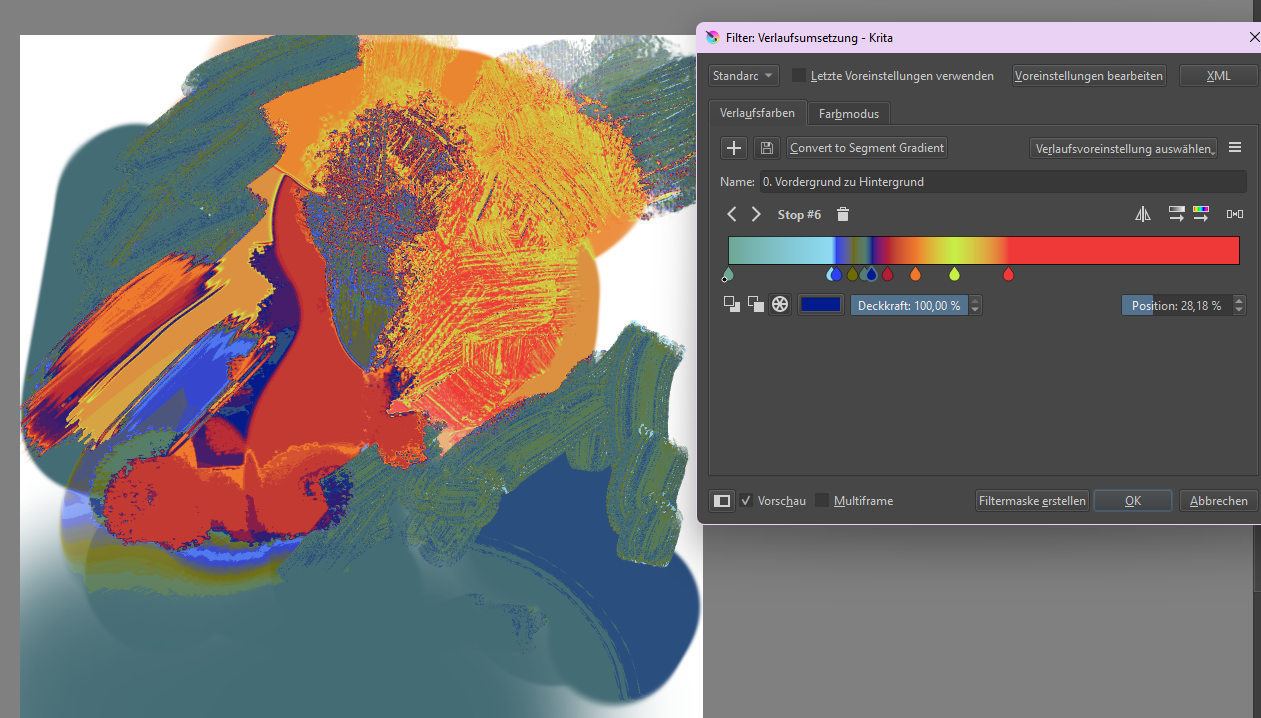 Filter: Verlaufsumsetzung - Krita
Standarc Letzte Voreinstellungen verwenden Voreinstellungen bearbeiten XML
Verlaufsfarben Farbmodus
Convert to Segment Gradient Verlaufsvoreinstellung auswählen
Name: 0. Vordergrund zu Hintergrund
Stop #6
Deckkraft: 100,00 % Position: 28,18 %
Vorschau Multiframe Filtermaske erstellen OK Abbrechen